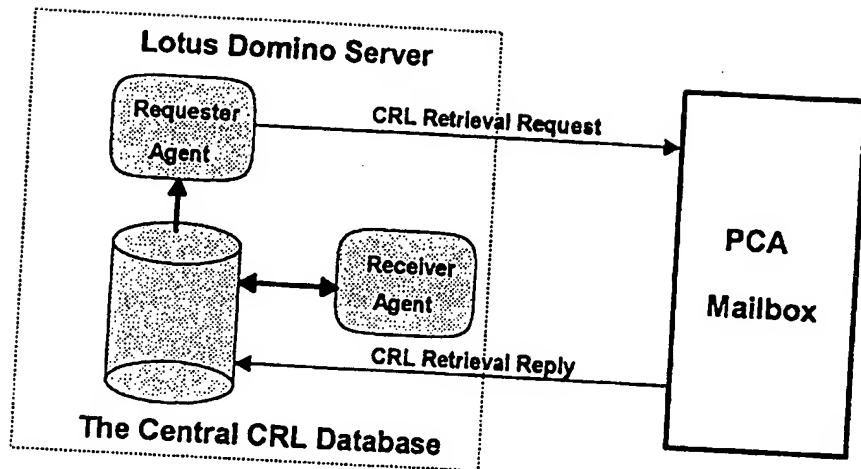 Lotus Domino Server
Requester
Agent
CRL Retrieval Request
PCA
Mailbox
Receiver
Agent
CRL Retrieval Reply
The Central CRL Database